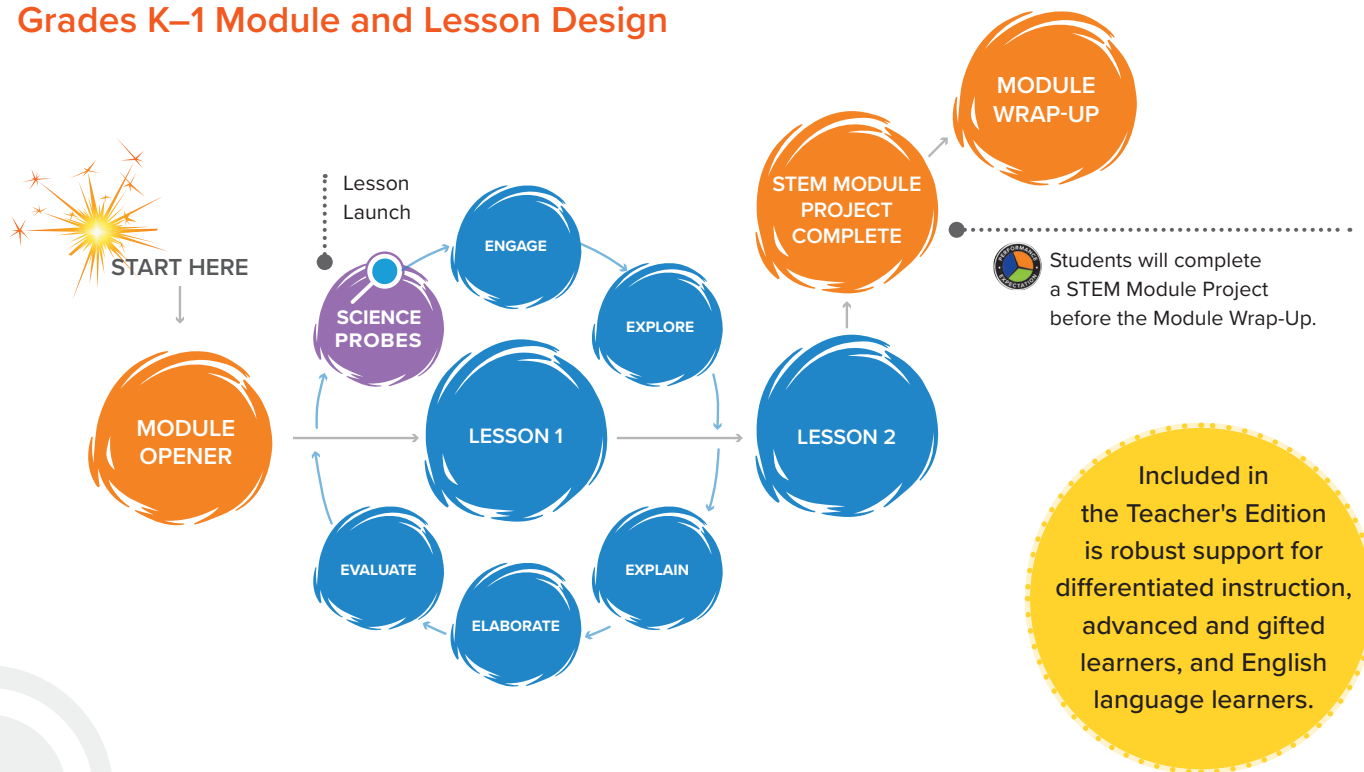 Grades K–1 Module and Lesson Design
START HERE
MODULE
OPENER
Lesson
Launch
SCIENCE
PROBES
ENGAGE
EXPLORE
LESSON 1
EXPLAIN
ELABORATE
EVALUATE
LESSON 2
STEM MODULE
PROJECT
COMPLETE
MODULE
WRAP-UP
PERFORMANCE
EXPECTATION
Students will complete
a STEM Module Project
before the Module Wrap-Up.
Included in
the Teacher's Edition
is robust support for
differentiated instruction,
advanced and gifted
learners, and English
language learners.